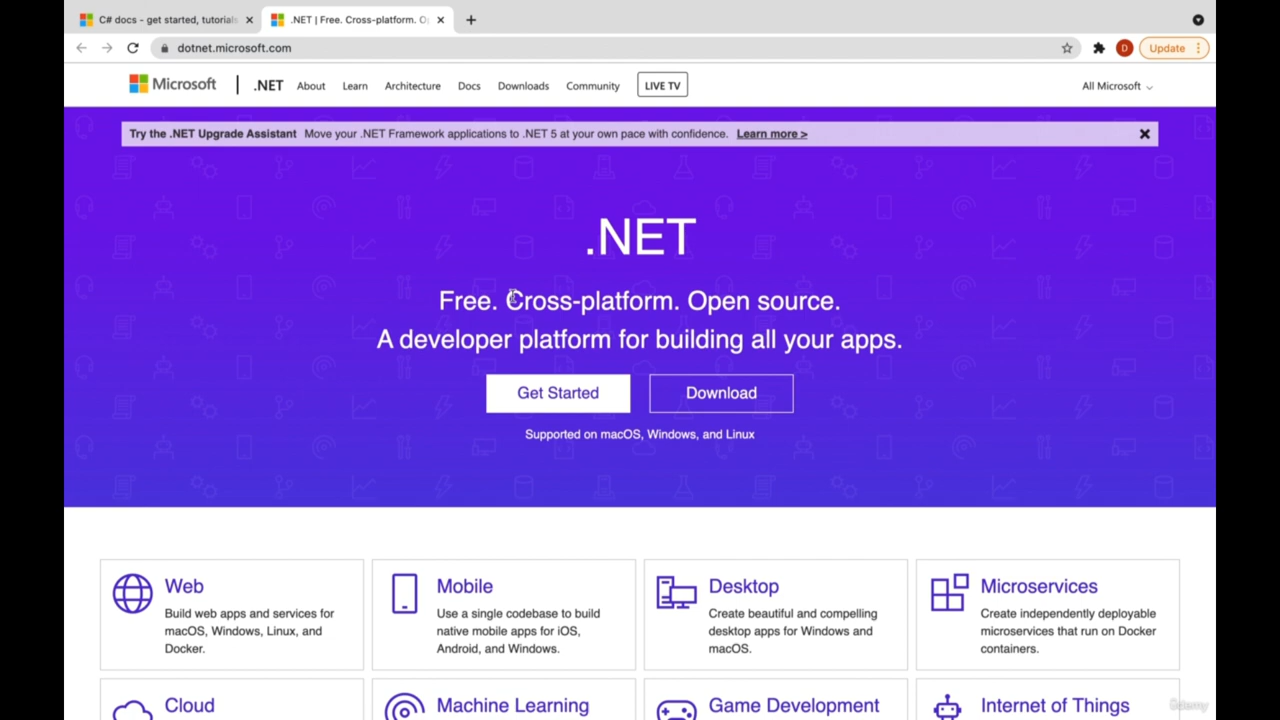 C# docs - get started, tutorials
.NET | Free. Cross-platform. O
dotnet.microsoft.com
D
Update
Microsoft
.NET
About
Learn
Architecture
Docs
Downloads
Community
LIVE TV
All Microsoft
Try the .NET Upgrade Assistant Move your .NET Framework applications to .NET 5 at your own pace with confidence. Learn more >
.NET
Free. Cross-platform. Open source.
A developer platform for building all your apps.
Get Started
Download
Supported on macOS, Windows, and Linux
Web
Build web apps and services for
macOS, Windows, Linux, and
Docker.
Mobile
Use a single codebase to build
native mobile apps for iOS,
Android, and Windows.
Desktop
Create beautiful and compelling
desktop apps for Windows and
macOS.
Microservices
Create independently deployable
microservices that run on Docker
containers.
Cloud
Machine Learning
Game Development
Internet of Things
ûdemy